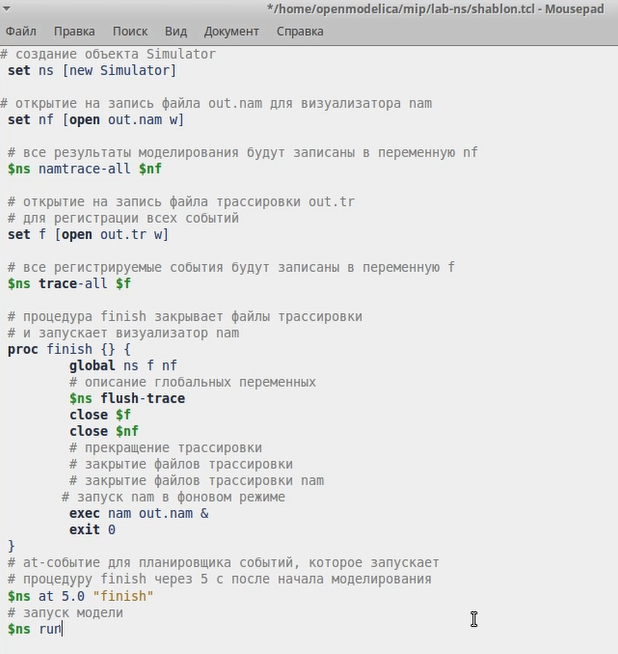 */home/openmodelica/mip/lab-ns/shablon.tcl - Mousepad
Файл Правка Поиск Вид Документ Справка
# создание объекта Simulator
set ns [new Simulator]
# открытие на запись файла out.nam для визуализатора nam
set nf [open out.nam w]
# все результаты моделирования будут записаны в переменную nf
$ns namtrace-all $nf
# открытие на запись файла трассировки out.tr
# для регистрации всех событий
set f [open out.tr w]
# все регистрируемые события будут записаны в переменную f
$ns trace-all $f
# процедура finish закрывает файлы трассировки
# и запускает визуализатор nam
proc finish {} {
global ns f nf
# описание глобальных переменных
$ns flush-trace
close $f
close $nf
# прекращение трассировки
# закрытие файлов трассировки
# закрытие файлов трассировки nam
# запуск nam в фоновом режиме
exec nam out.nam &
exit 0
}
# at-событие для планировщика событий, которое запускает
# процедуру finish через 5 с после начала моделирования
$ns at 5.0 "finish"
# запуск модели
$ns run